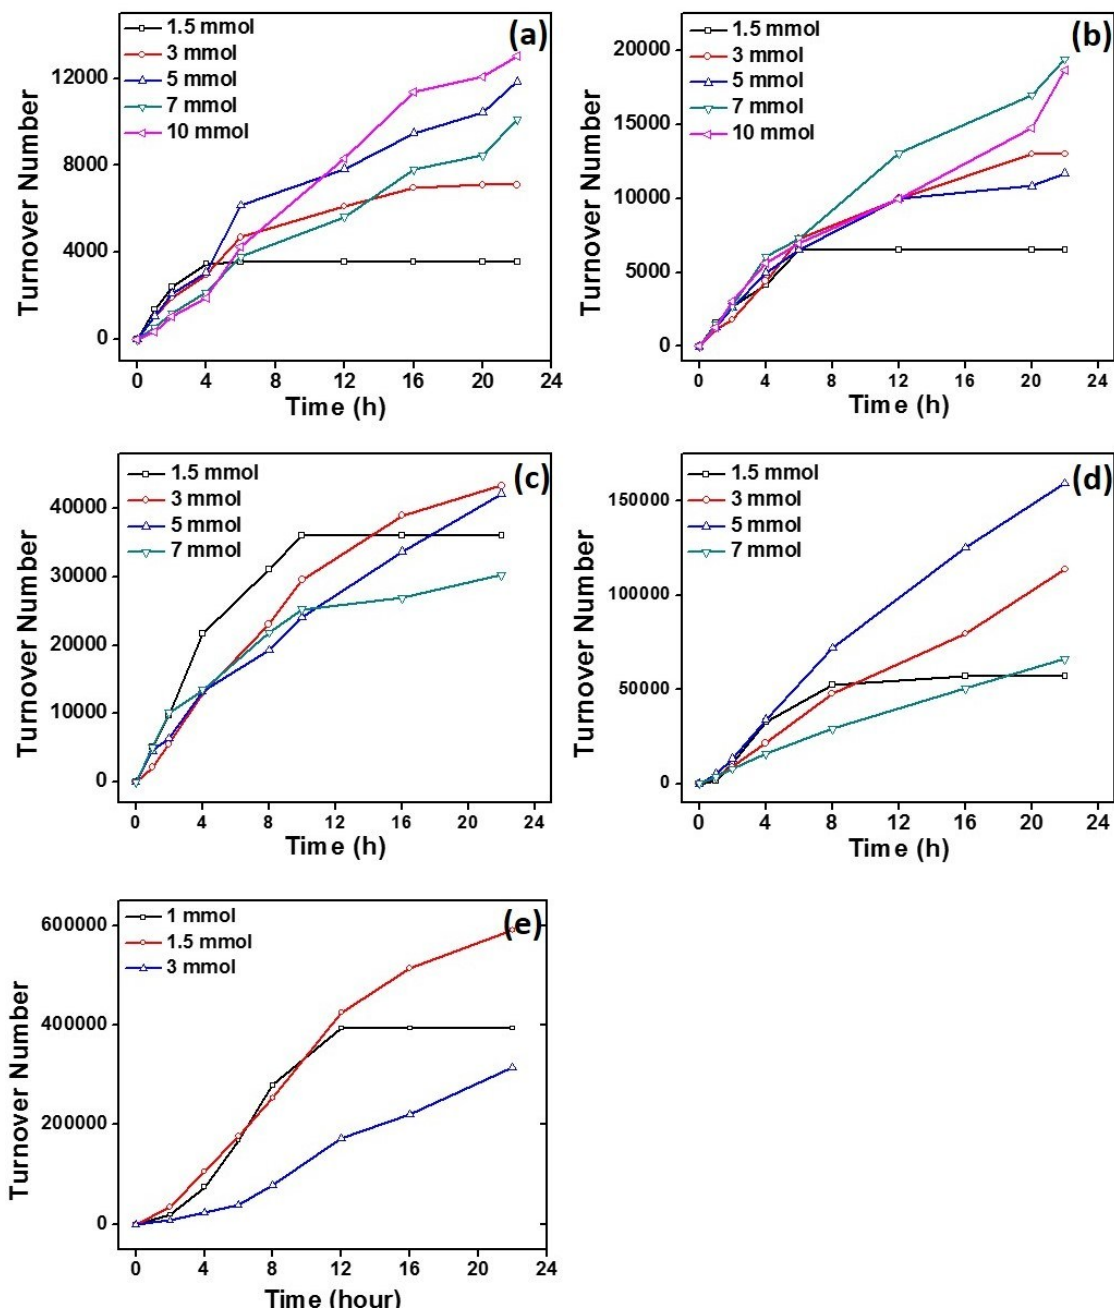 1.5 mmol
3 mmol
5 mmol
7 mmol
10 mmol
(a)
Turnover Number
12000
8000
4000
0
0 4 8 12 16 20 24
Time (h)
1.5 mmol
3 mmol
5 mmol
7 mmol
10 mmol
(b)
Turnover Number
20000
15000
10000
5000
0
0 4 8 12 16 20 24
Time (h)
1.5 mmol
3 mmol
5 mmol
7 mmol
(c)
Turnover Number
40000
30000
20000
10000
0
0 4 8 12 16 20 24
Time (h)
1.5 mmol
3 mmol
5 mmol
7 mmol
(d)
Turnover Number
150000
100000
50000
0
0 4 8 12 16 20 24
Time (h)
1 mmol
1.5 mmol
3 mmol
(e)
Turnover Number
600000
400000
200000
0
0 4 8 12 16 20 24
Time (hour)